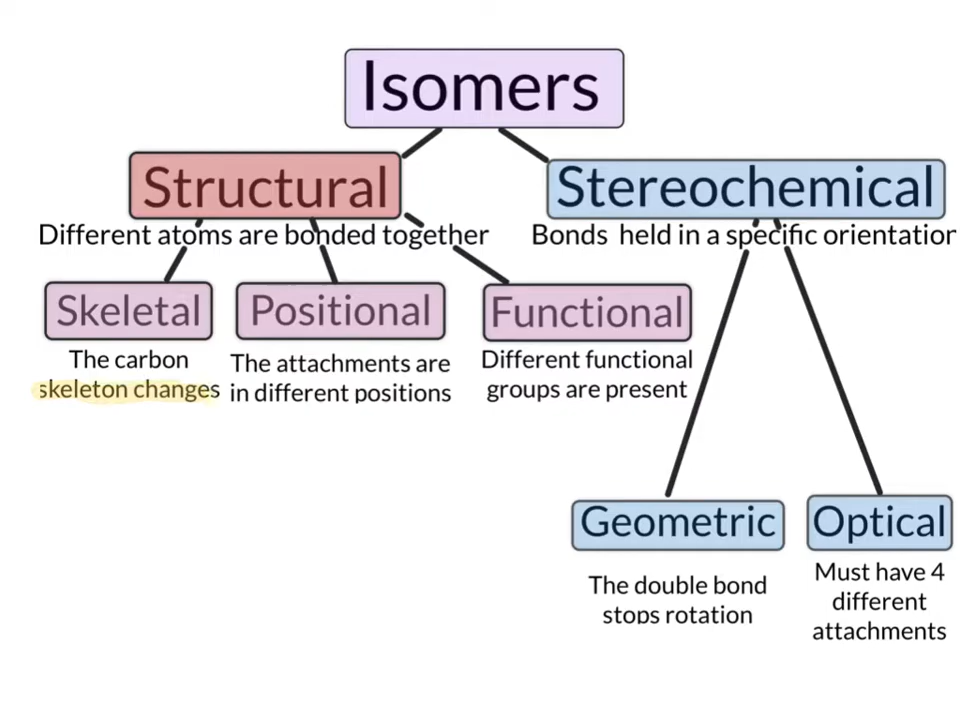 Isomers
Structural
Stereochemical
Different atoms are bonded together
Bonds held in a specific orientation
Skeletal
Positional
Functional
The carbon
skeleton changes
The attachments are
in different positions
Different functional
groups are present
Geometric
Optical
The double bond
stops rotation
Must have 4
different
attachments